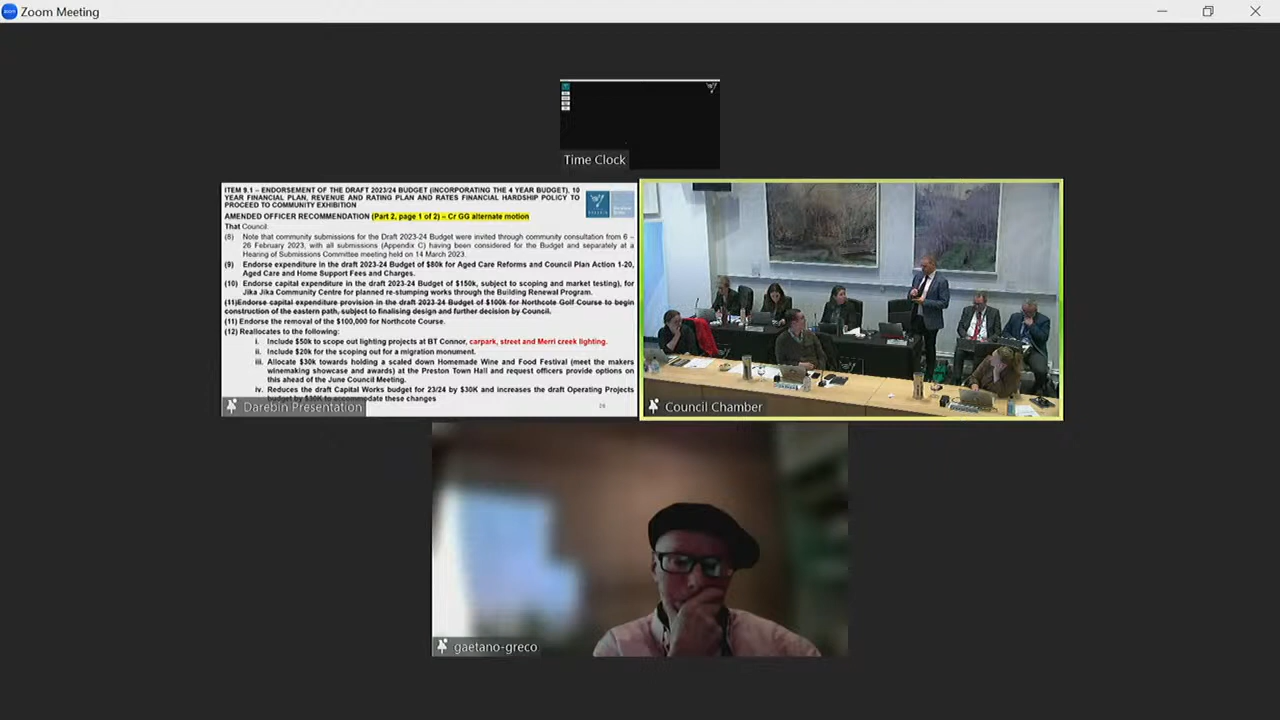 Zoom Meeting
Time Clock
ITEM 9.1 – ENDORSEMENT OF THE DRAFT 2023/24 BUDGET (INCORPORATING THE 4 YEAR BUDGET), 10
YEAR FINANCIAL PLAN, REVENUE AND RATING PLAN AND RATES FINANCIAL HARDSHIP POLICY TO
PROCEED TO COMMUNITY EXHIBITION
AMENDED OFFICER RECOMMENDATION (Part 2, page 1 of 2) – Cr GG alternate motion
That Council:
(8) Note that community submissions for the Draft 2023-24 Budget were invited through community consultation from 6 –
26 February 2023, with all submissions (Appendix C) having been considered for the Budget and separately at a
Hearing of Submissions Committee meeting held on 14 March 2023.
(9) Endorse expenditure in the draft 2023-24 Budget of $80k for Aged Care Reforms and Council Plan Action 1-20,
Aged Care and Home Support Fees and Charges.
(10) Endorse capital expenditure in the draft 2023-24 Budget of $150k, subject to scoping and market testing), for
Jika Jika Community Centre for planned re-stumping works through the Building Renewal Program.
(11)Endorse capital expenditure provision in the draft 2023-24 Budget of $100k for Northcote Golf Course to begin
construction of the eastern path, subject to finalising design and further decision by Council.
(11) Endorse the removal of the $100,000 for Northcote Course.
(12) Reallocates to the following:
i. Include $50k to scope out lighting projects at BT Connor, carpark, street and Merri creek lighting.
ii. Include $20k for the scoping out for a migration monument.
iii. Allocate $30k towards holding a scaled down Homemade Wine and Food Festival (meet the makers
winemaking showcase and awards) at the Preston Town Hall and request officers provide options on
this ahead of the June Council Meeting.
iv. Reduces the draft Capital Works budget for 23/24 by $30K and increases the draft Operating Projects
budget by $30K to accommodate these changes
Darebin Presentation
Council Chamber
gaetano-greco